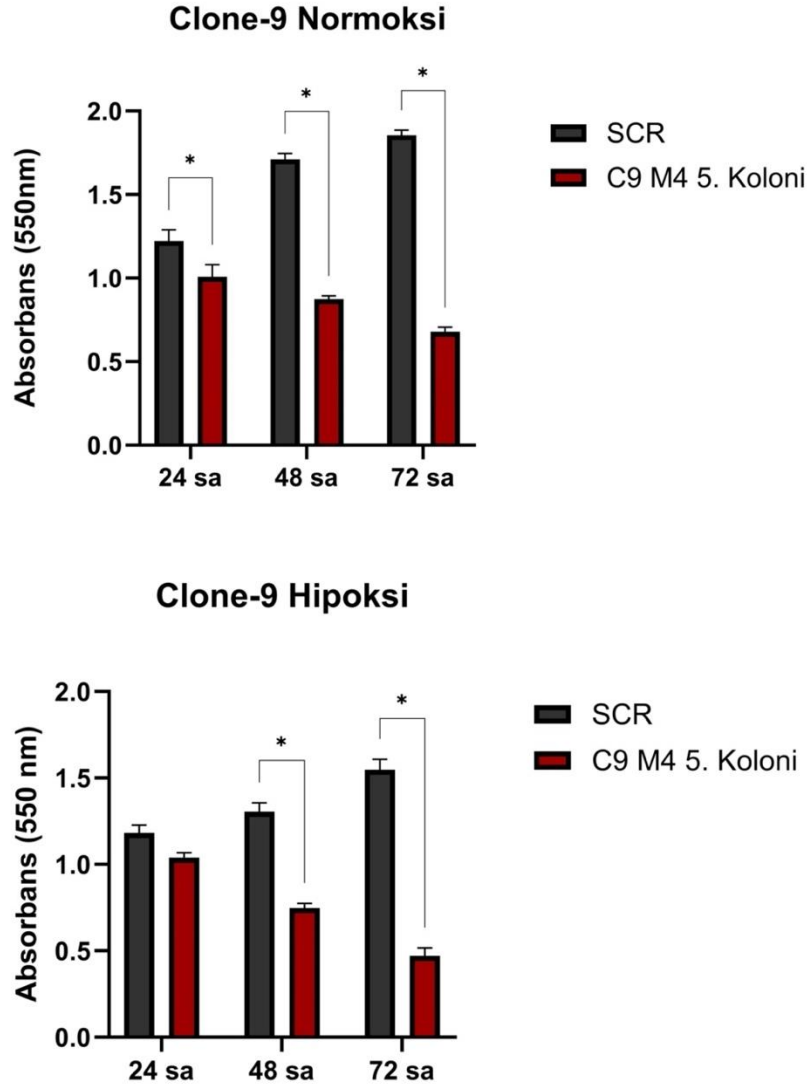 Clone-9 Normoksi
Absorbans (550nm)
2.0
1.5
1.0
0.5
0.0
*
*
*
24 sa
48 sa
72 sa
SCR
C9 M4 5. Koloni
Clone-9 Hipoksi
Absorbans (550 nm)
2.0
1.5
1.0
0.5
0.0
*
*
24 sa
48 sa
72 sa
SCR
C9 M4 5. Koloni